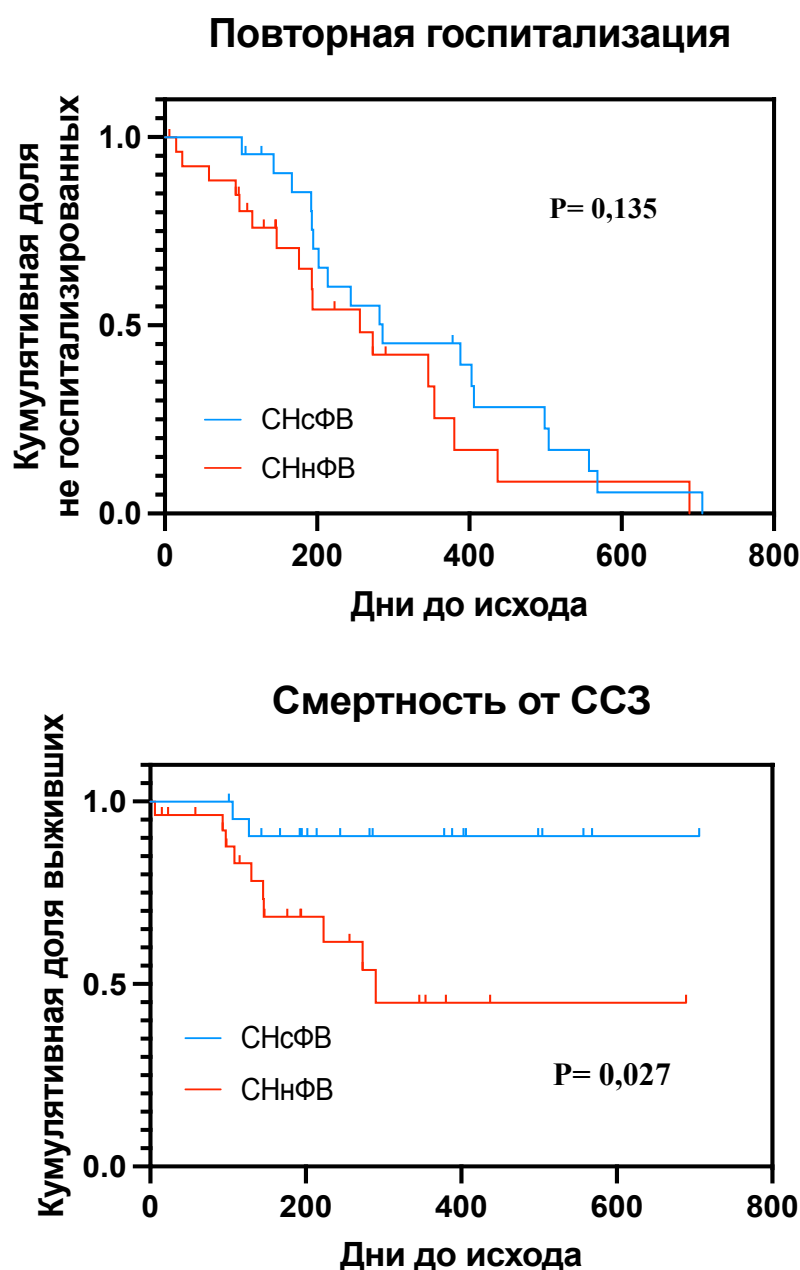 Повторная госпитализация
Кумулятивная доля
не госпитализированных
1.0
0.5
0.0
P= 0,135
СНсФВ
СНнФВ
0 200 400 600 800
Дни до исхода
Смертность от ССЗ
Кумулятивная доля выживших
1.0
0.5
0.0
СНсФВ
СНнФВ
P= 0,027
0 200 400 600 800
Дни до исхода